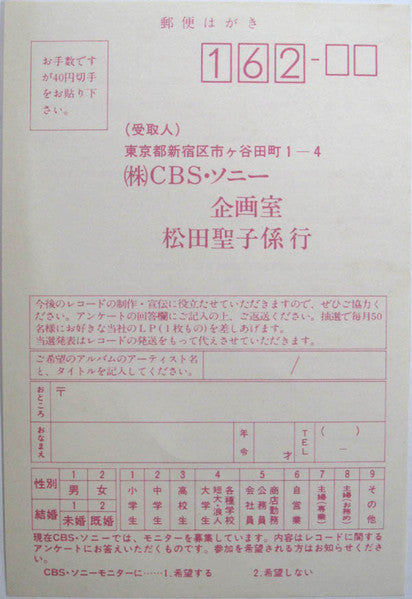 郵便はがき
お手数です
が40円切手
をお貼り下
さい。
162-
(受取人)
東京都新宿区市ヶ谷田町1-4
㈱CBS・ソニー
企画室
松田聖子係行
今後のレコードの制作・宣伝に役立たせていただきますので、ぜひご協力く
ださい。アンケートの回答欄にご記入の上、ご返送ください。抽選で毎月50
名様にお好きな当社のLP(1枚もの)を差しあげます。
当選発表はレコードの発送をもって代えさせていただきます。
ご希望のアルバムのアーティスト名
と、タイトルを記入してください。
/
おところ
〒
おなまえ
年令
才
TEL
( )
-
性別
1 男
2 女
結婚
1 未婚
2 既婚
1 小学生
2 中学生
3 高校生
4 大学生 短大・浪人 各種学校
5 会社員 公務員 商店勤務
6 自営業
7 主婦(専業)
8 主婦(お務め)
9 その他
現在CBS・ソニーでは、モニターを募集しています。内容はレコードに関する
アンケートにお答えいただくものです。参加を希望される方はお知らせくださ
い。
CBS・ソニーモニターに……1.希望する 2.希望しない